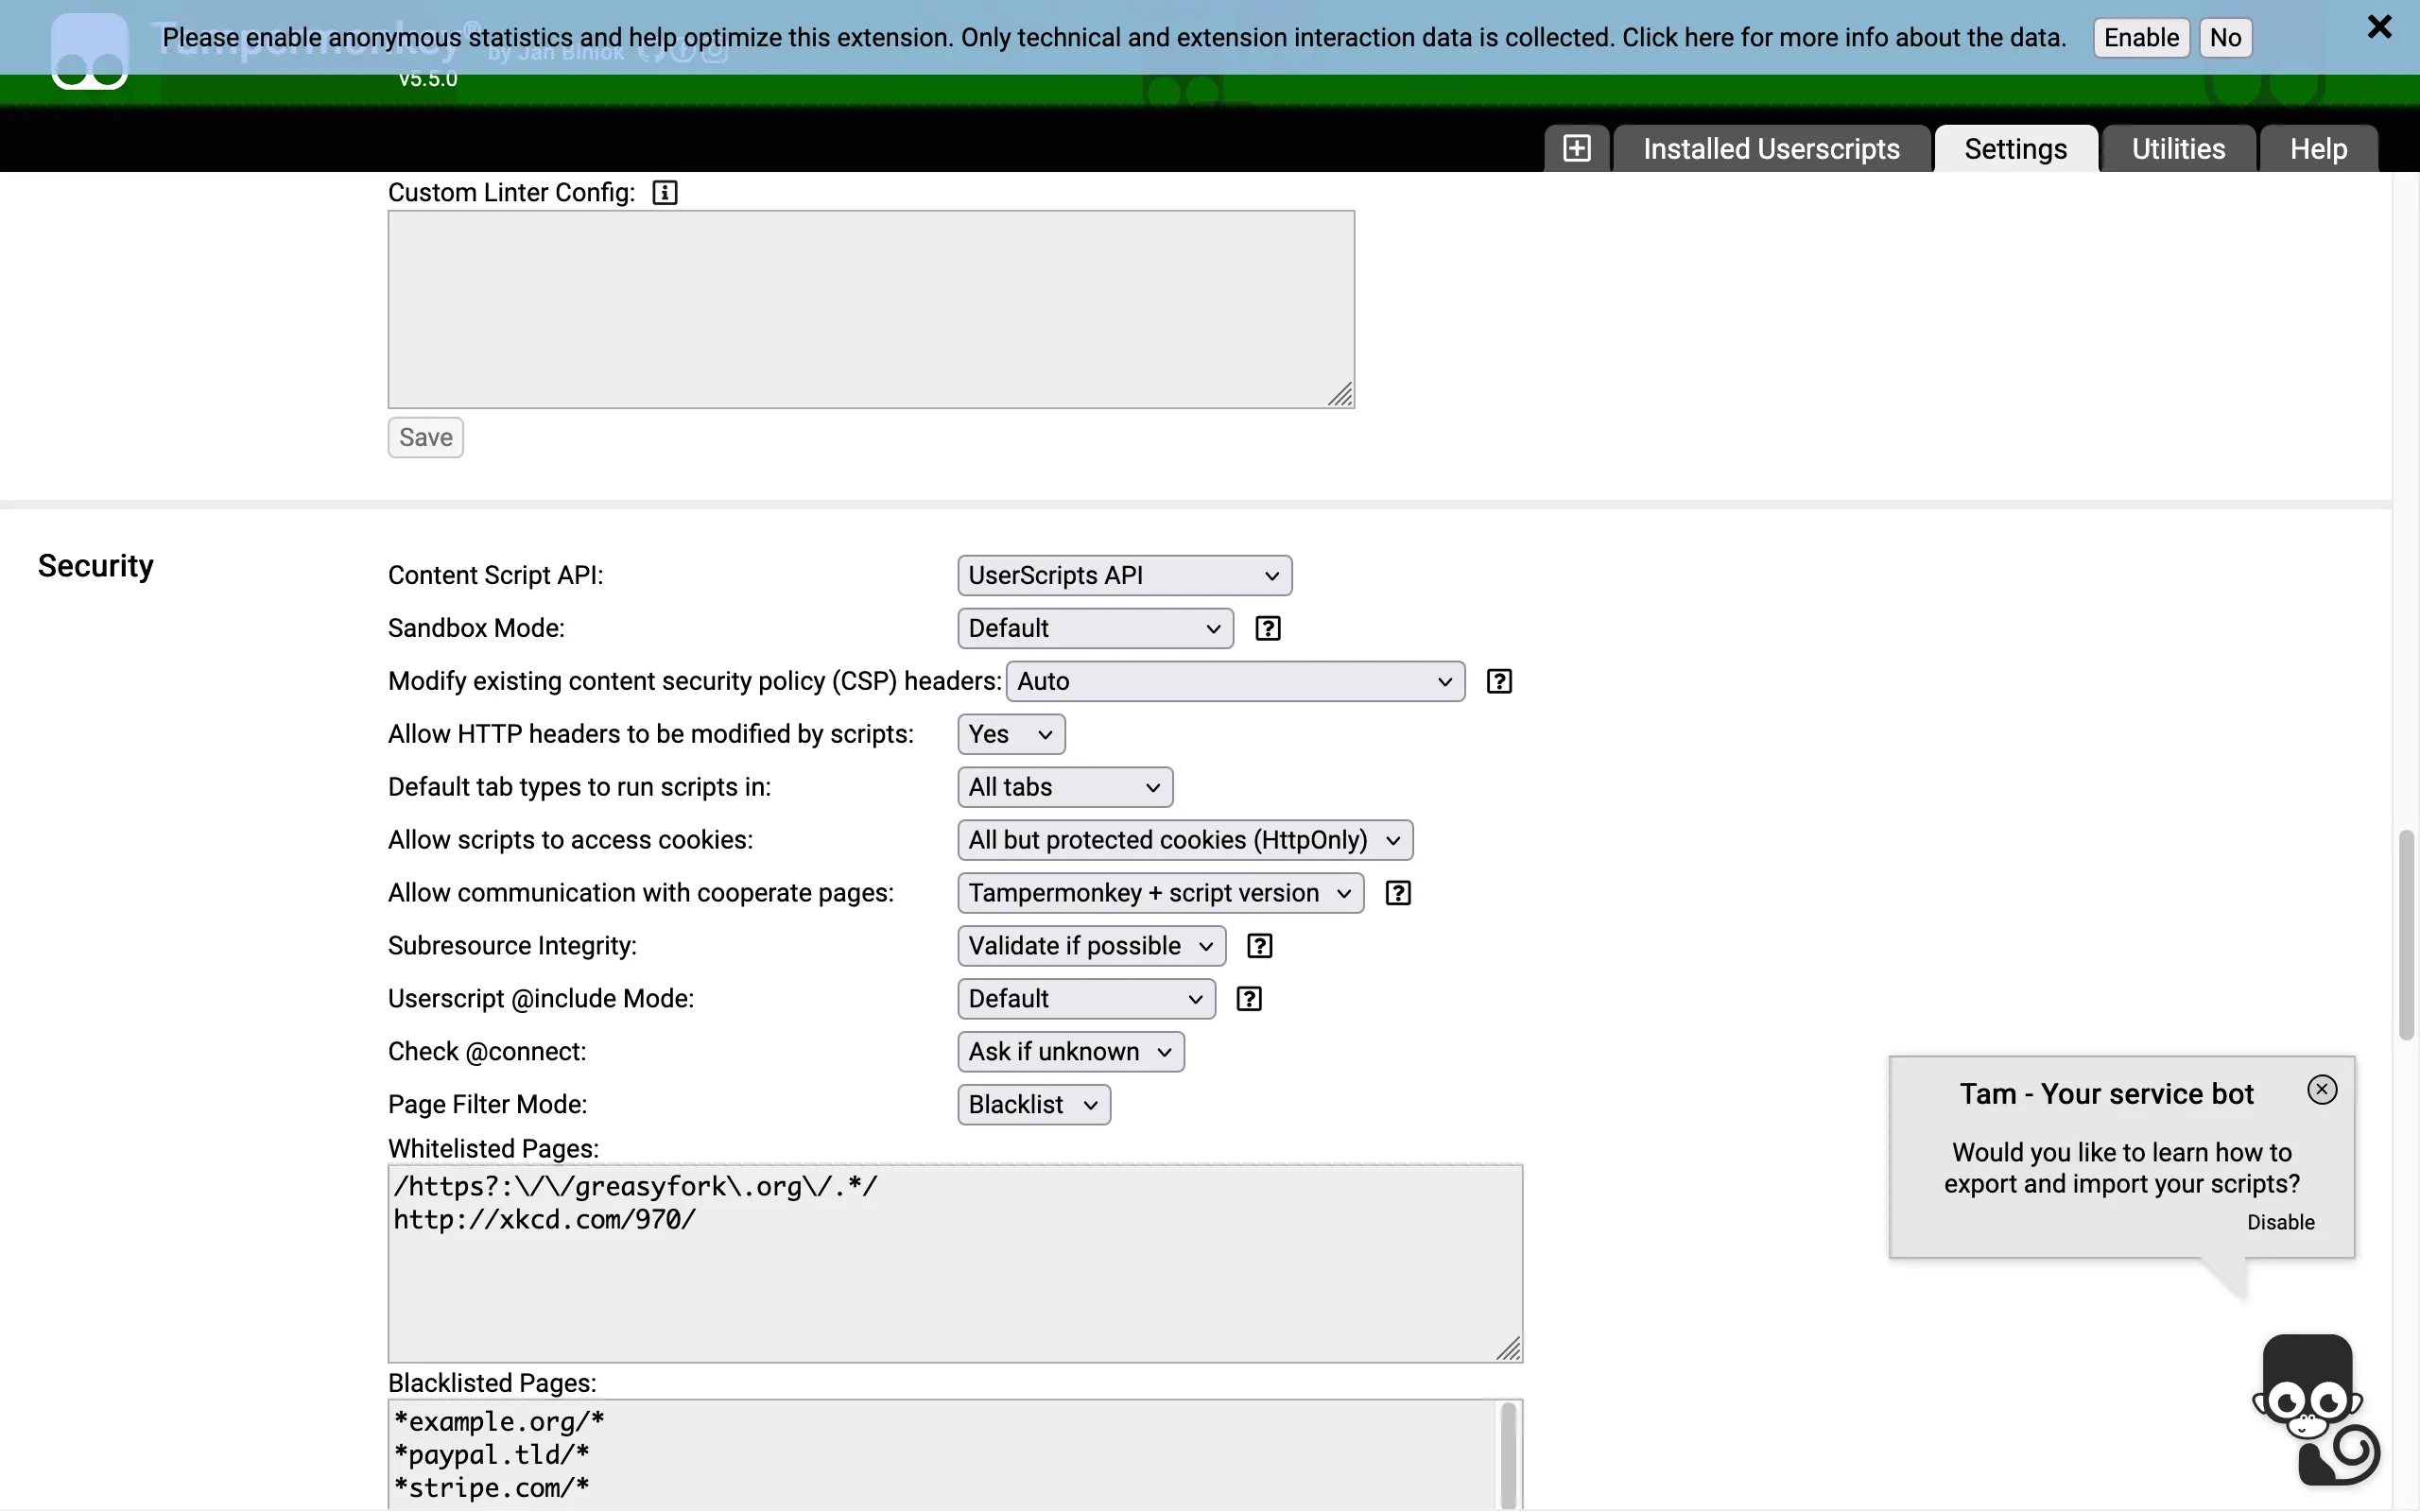 Please enable anonymous statistics and help optimize this extension. Only technical and extension interaction data is collected. Click here for more info about the data. Enable No
Tampermonkey® by Jan Biniok
v5.5.0
Installed Userscripts Settings Utilities Help
Custom Linter Config:
Save
Security
Content Script API: UserScripts API
Sandbox Mode: Default
Modify existing content security policy (CSP) headers: Auto
Allow HTTP headers to be modified by scripts: Yes
Default tab types to run scripts in: All tabs
Allow scripts to access cookies: All but protected cookies (HttpOnly)
Allow communication with cooperate pages: Tampermonkey + script version
Subresource Integrity: Validate if possible
Userscript @include Mode: Default
Check @connect: Ask if unknown
Page Filter Mode: Blacklist
Whitelisted Pages:
/https?:\/\/greasyfork\.org\/.*/
http://xkcd.com/970/
Blacklisted Pages:
*example.org/*
*paypal.tld/*
*stripe.com/*
Tam - Your service bot
Would you like to learn how to
export and import your scripts?
Disable